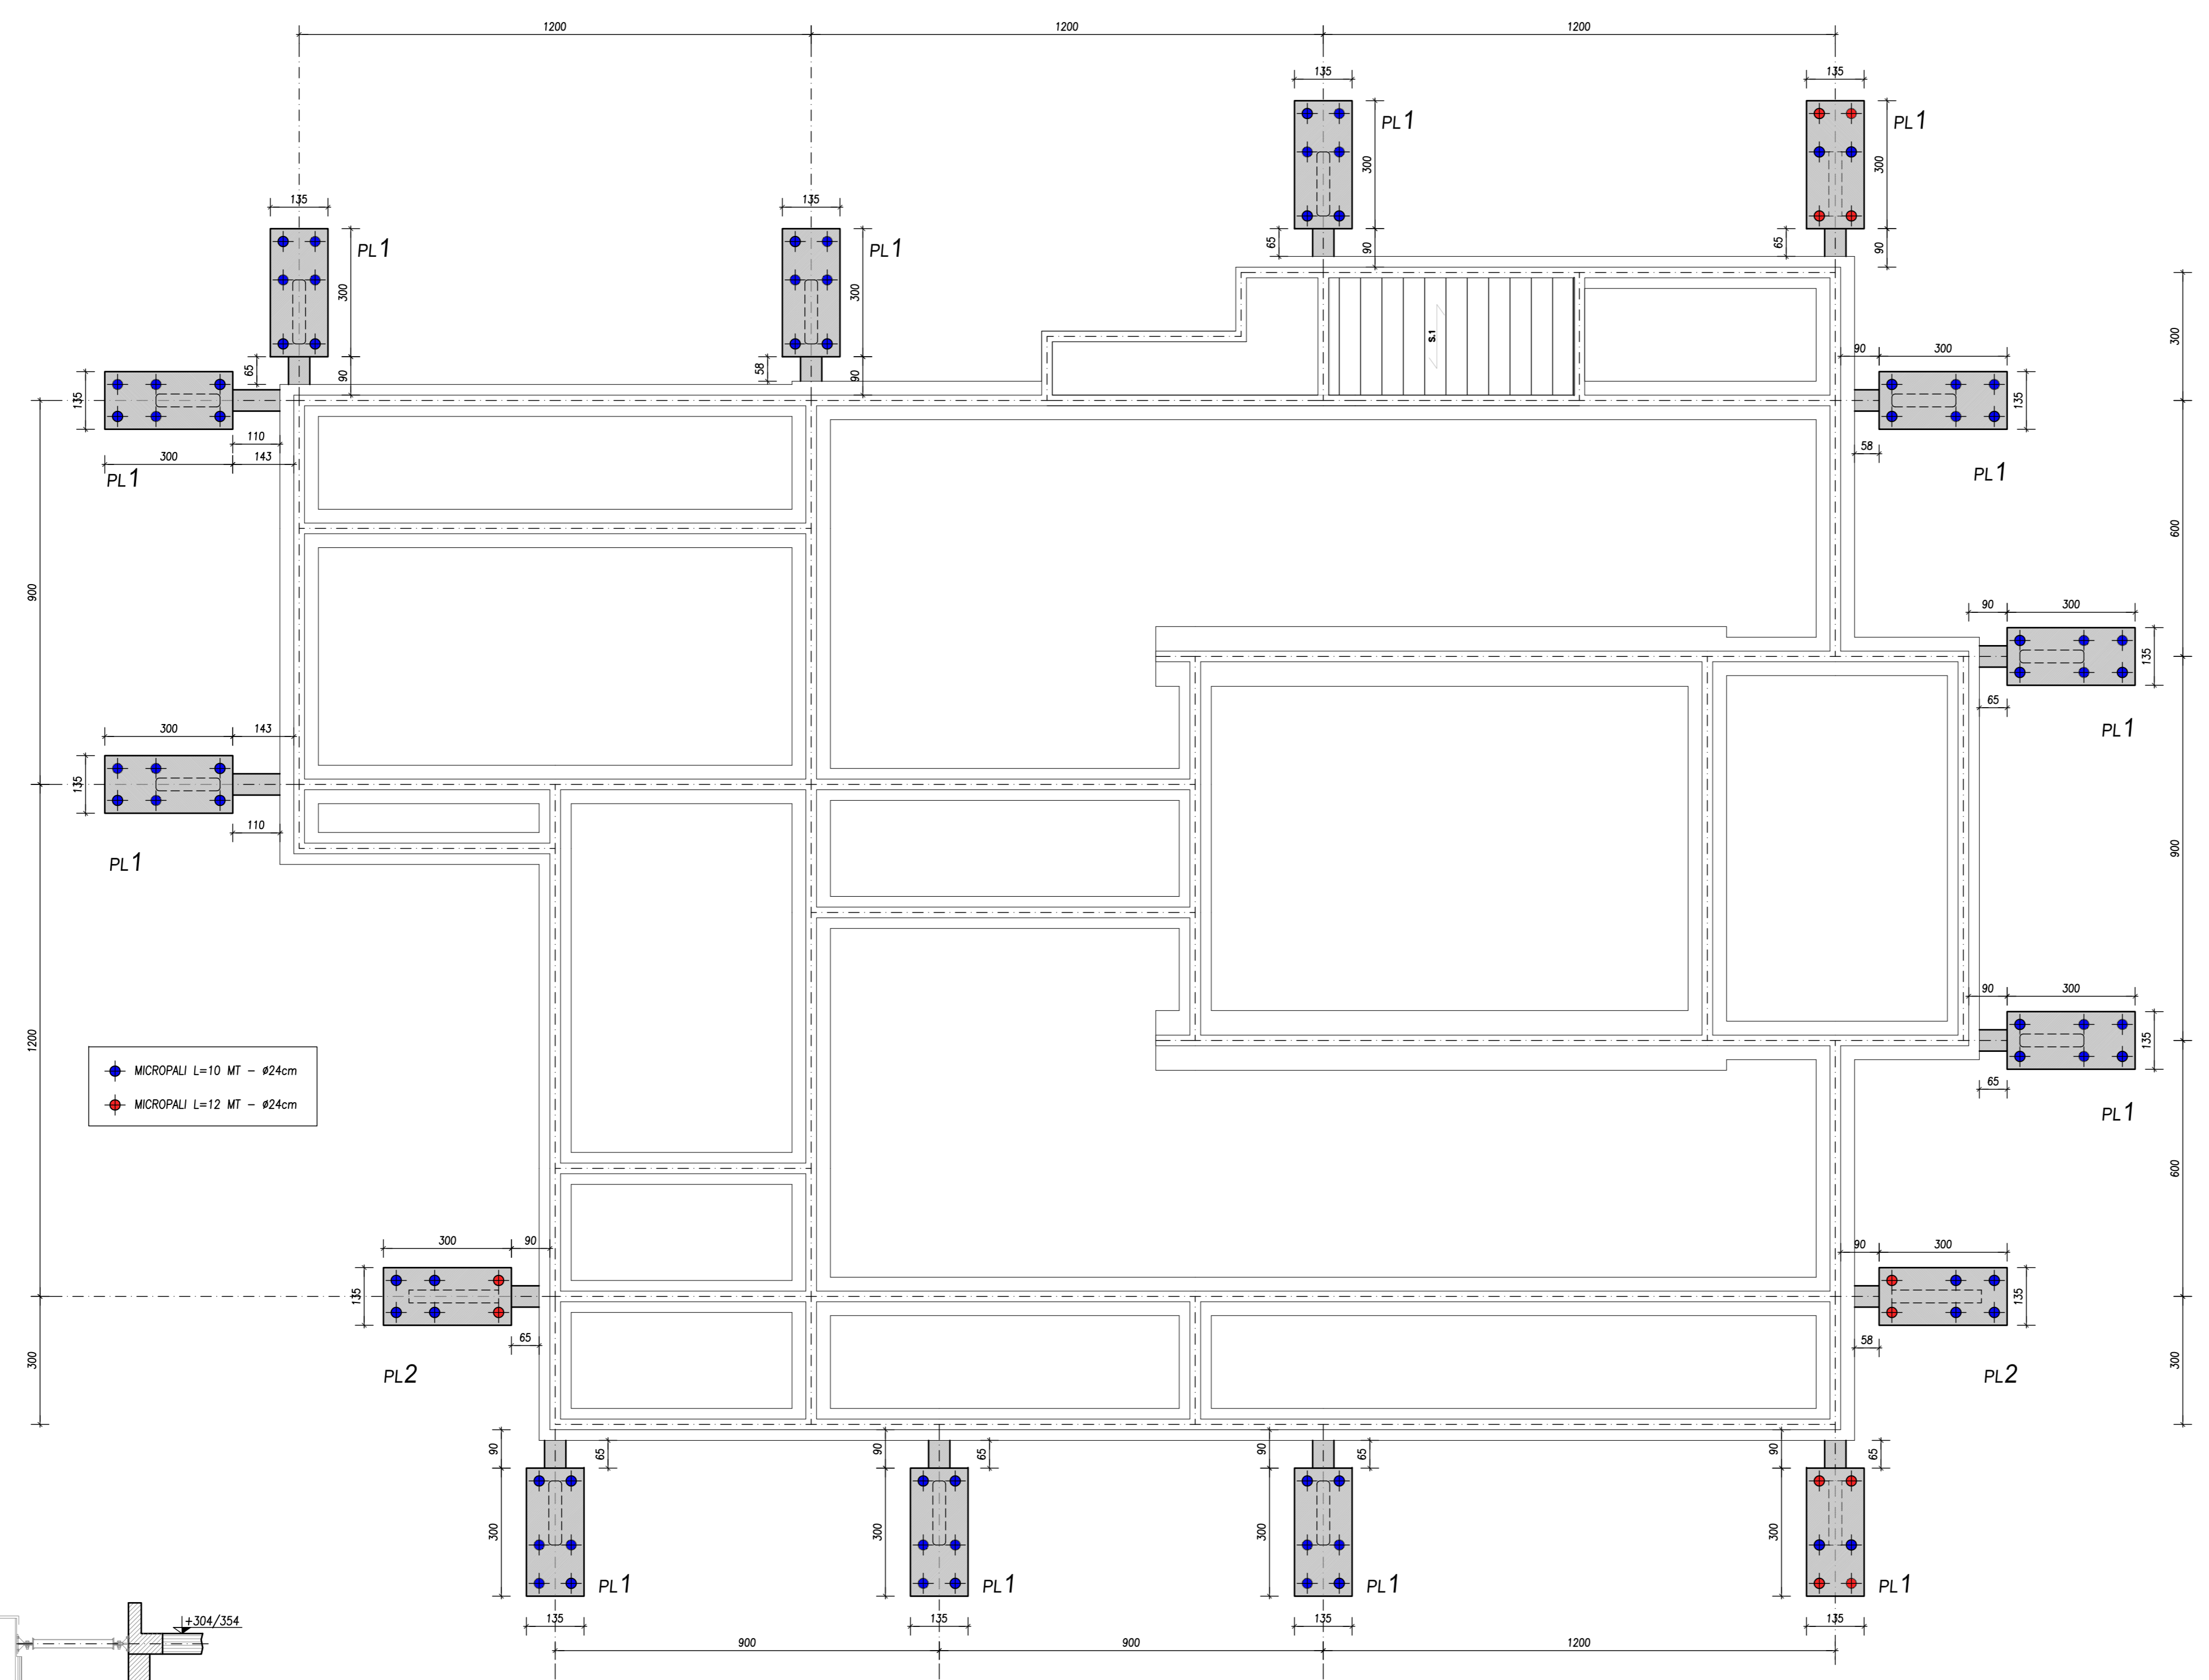 1200 1200 1200
135 135
PL1 PL1
300 300
135 135
PL1 PL1
65 90 65 90
300 300
S.1
300
65 90 58 90
90 300
135 135
110
300 143
58
PL1
PL1
600
90 300
900
135
65
300 143
PL1
135
110
PL1
900
90 300
1200
MICROPALI L=10 MT - ø24cm
135
MICROPALI L=12 MT - ø24cm
65
PL1
600
300 90
90 300
135 135
65
58
300
300
PL2
PL2
90 65 90 65 90 65 90 65
300 300 300 300
PL1 PL1 PL1 PL1
135 135 135 135
+304/354
900 900 1200